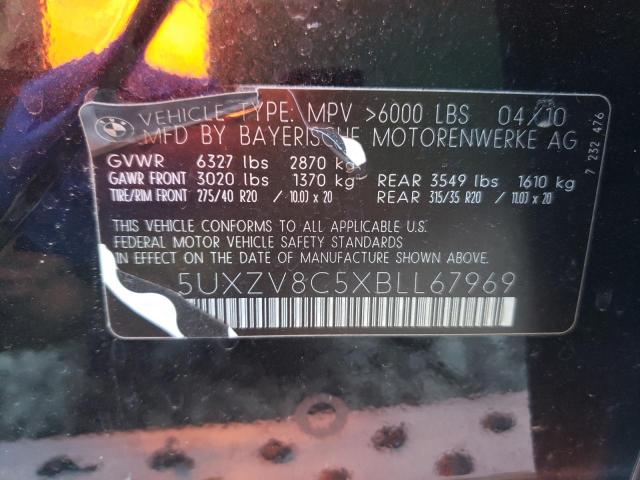 VEHICLE TYPE: MPV >6000 LBS 04/10
MFD BY BAYERISCHE MOTORENWERKE AG
GVWR 6327 lbs 2870 kg
GAWR FRONT 3020 lbs 1370 kg REAR 3549 lbs 1610 kg
TIRE/RIM FRONT 275/40 R20 / 10.0J x 20 REAR 315/35 R20 / 11.0J x 20
THIS VEHICLE CONFORMS TO ALL APPLICABLE U.S.
FEDERAL MOTOR VEHICLE SAFETY STANDARDS
IN EFFECT ON THE DATE OF MANUFACTURE SHOWN ABOVE.
5UXZV8C5XBLL67969
7 232 476